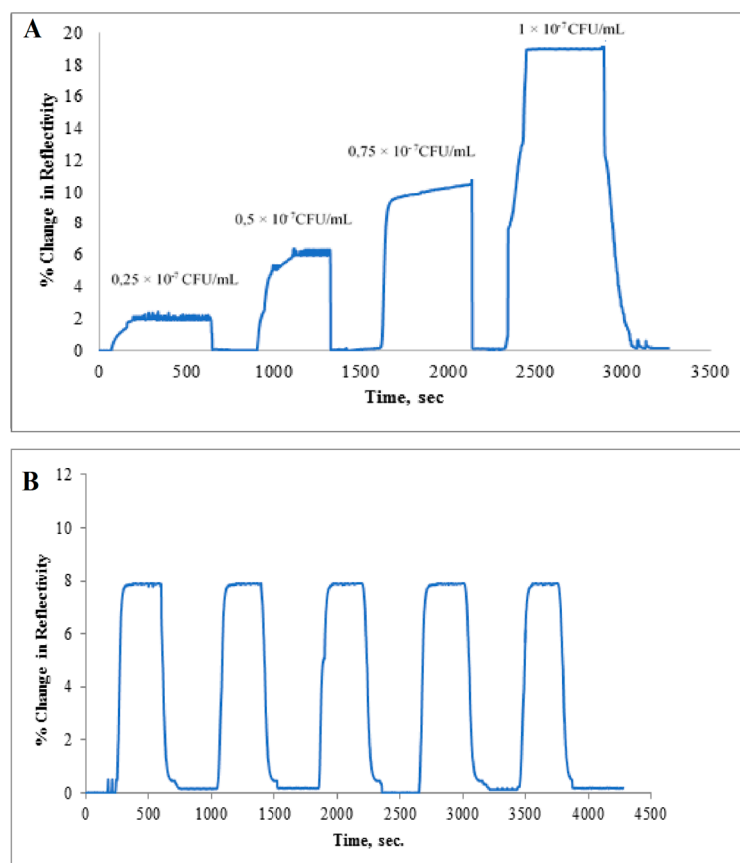 A
20
18
16
14
12
10
8
6
4
2
0
% Change in Reflectivity
0,25 × 10⁻⁷ CFU/mL
0,5 × 10⁻⁷CFU/mL
0,75 × 10⁻⁷CFU/mL
1 × 10⁻⁷CFU/mL
0 500 1000 1500 2000 2500 3000 3500
Time, sec
B
12
10
8
6
4
2
0
% Change in Reflectivity
0 500 1000 1500 2000 2500 3000 3500 4000 4500
Time, sec.